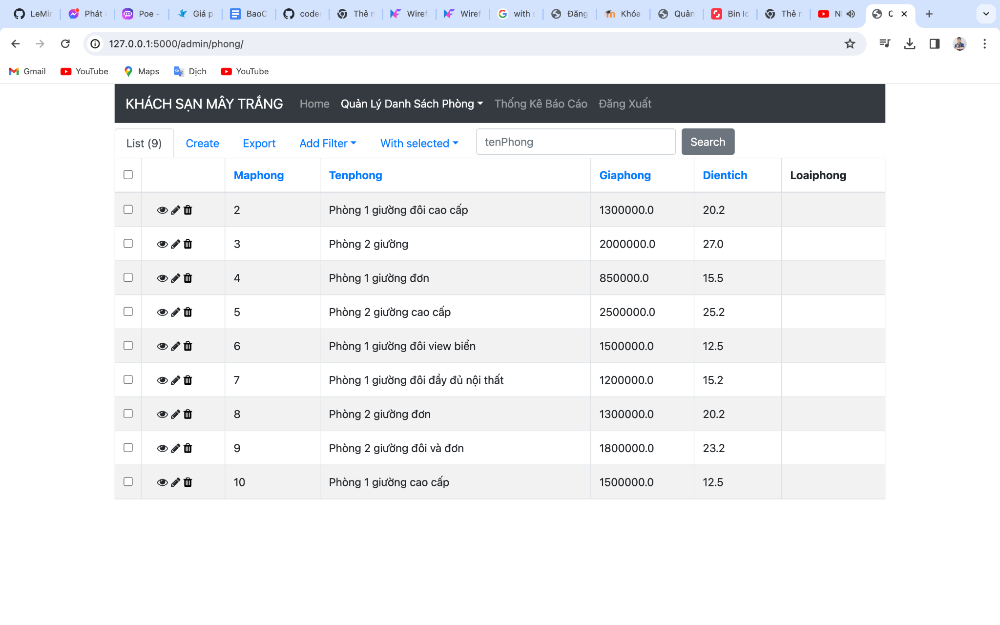 LeMin Phát Poe - Giá p BaoC coder Thẻ n Wiref Wiref with s Đăng Khóa Quản Bin Ic Thẻ n Q
127.0.0.1:5000/admin/phong/
Gmail YouTube Maps Dịch YouTube
KHÁCH SẠN MÂY TRẮNG Home Quản Lý Danh Sách Phòng Thống Kê Báo Cáo Đăng Xuất
List (9) Create Export Add Filter With selected tenPhong Search
Maphong Tenphong Giaphong Dientich Loaiphong
2 Phòng 1 giường đôi cao cấp 1300000.0 20.2
3 Phòng 2 giường 2000000.0 27.0
4 Phòng 1 giường đơn 850000.0 15.5
5 Phòng 2 giường cao cấp 2500000.0 25.2
6 Phòng 1 giường đôi view biển 1500000.0 12.5
7 Phòng 1 giường đôi đầy đủ nội thất 1200000.0 15.2
8 Phòng 2 giường đơn 1300000.0 20.2
9 Phòng 2 giường đôi và đơn 1800000.0 23.2
10 Phòng 1 giường cao cấp 1500000.0 12.5